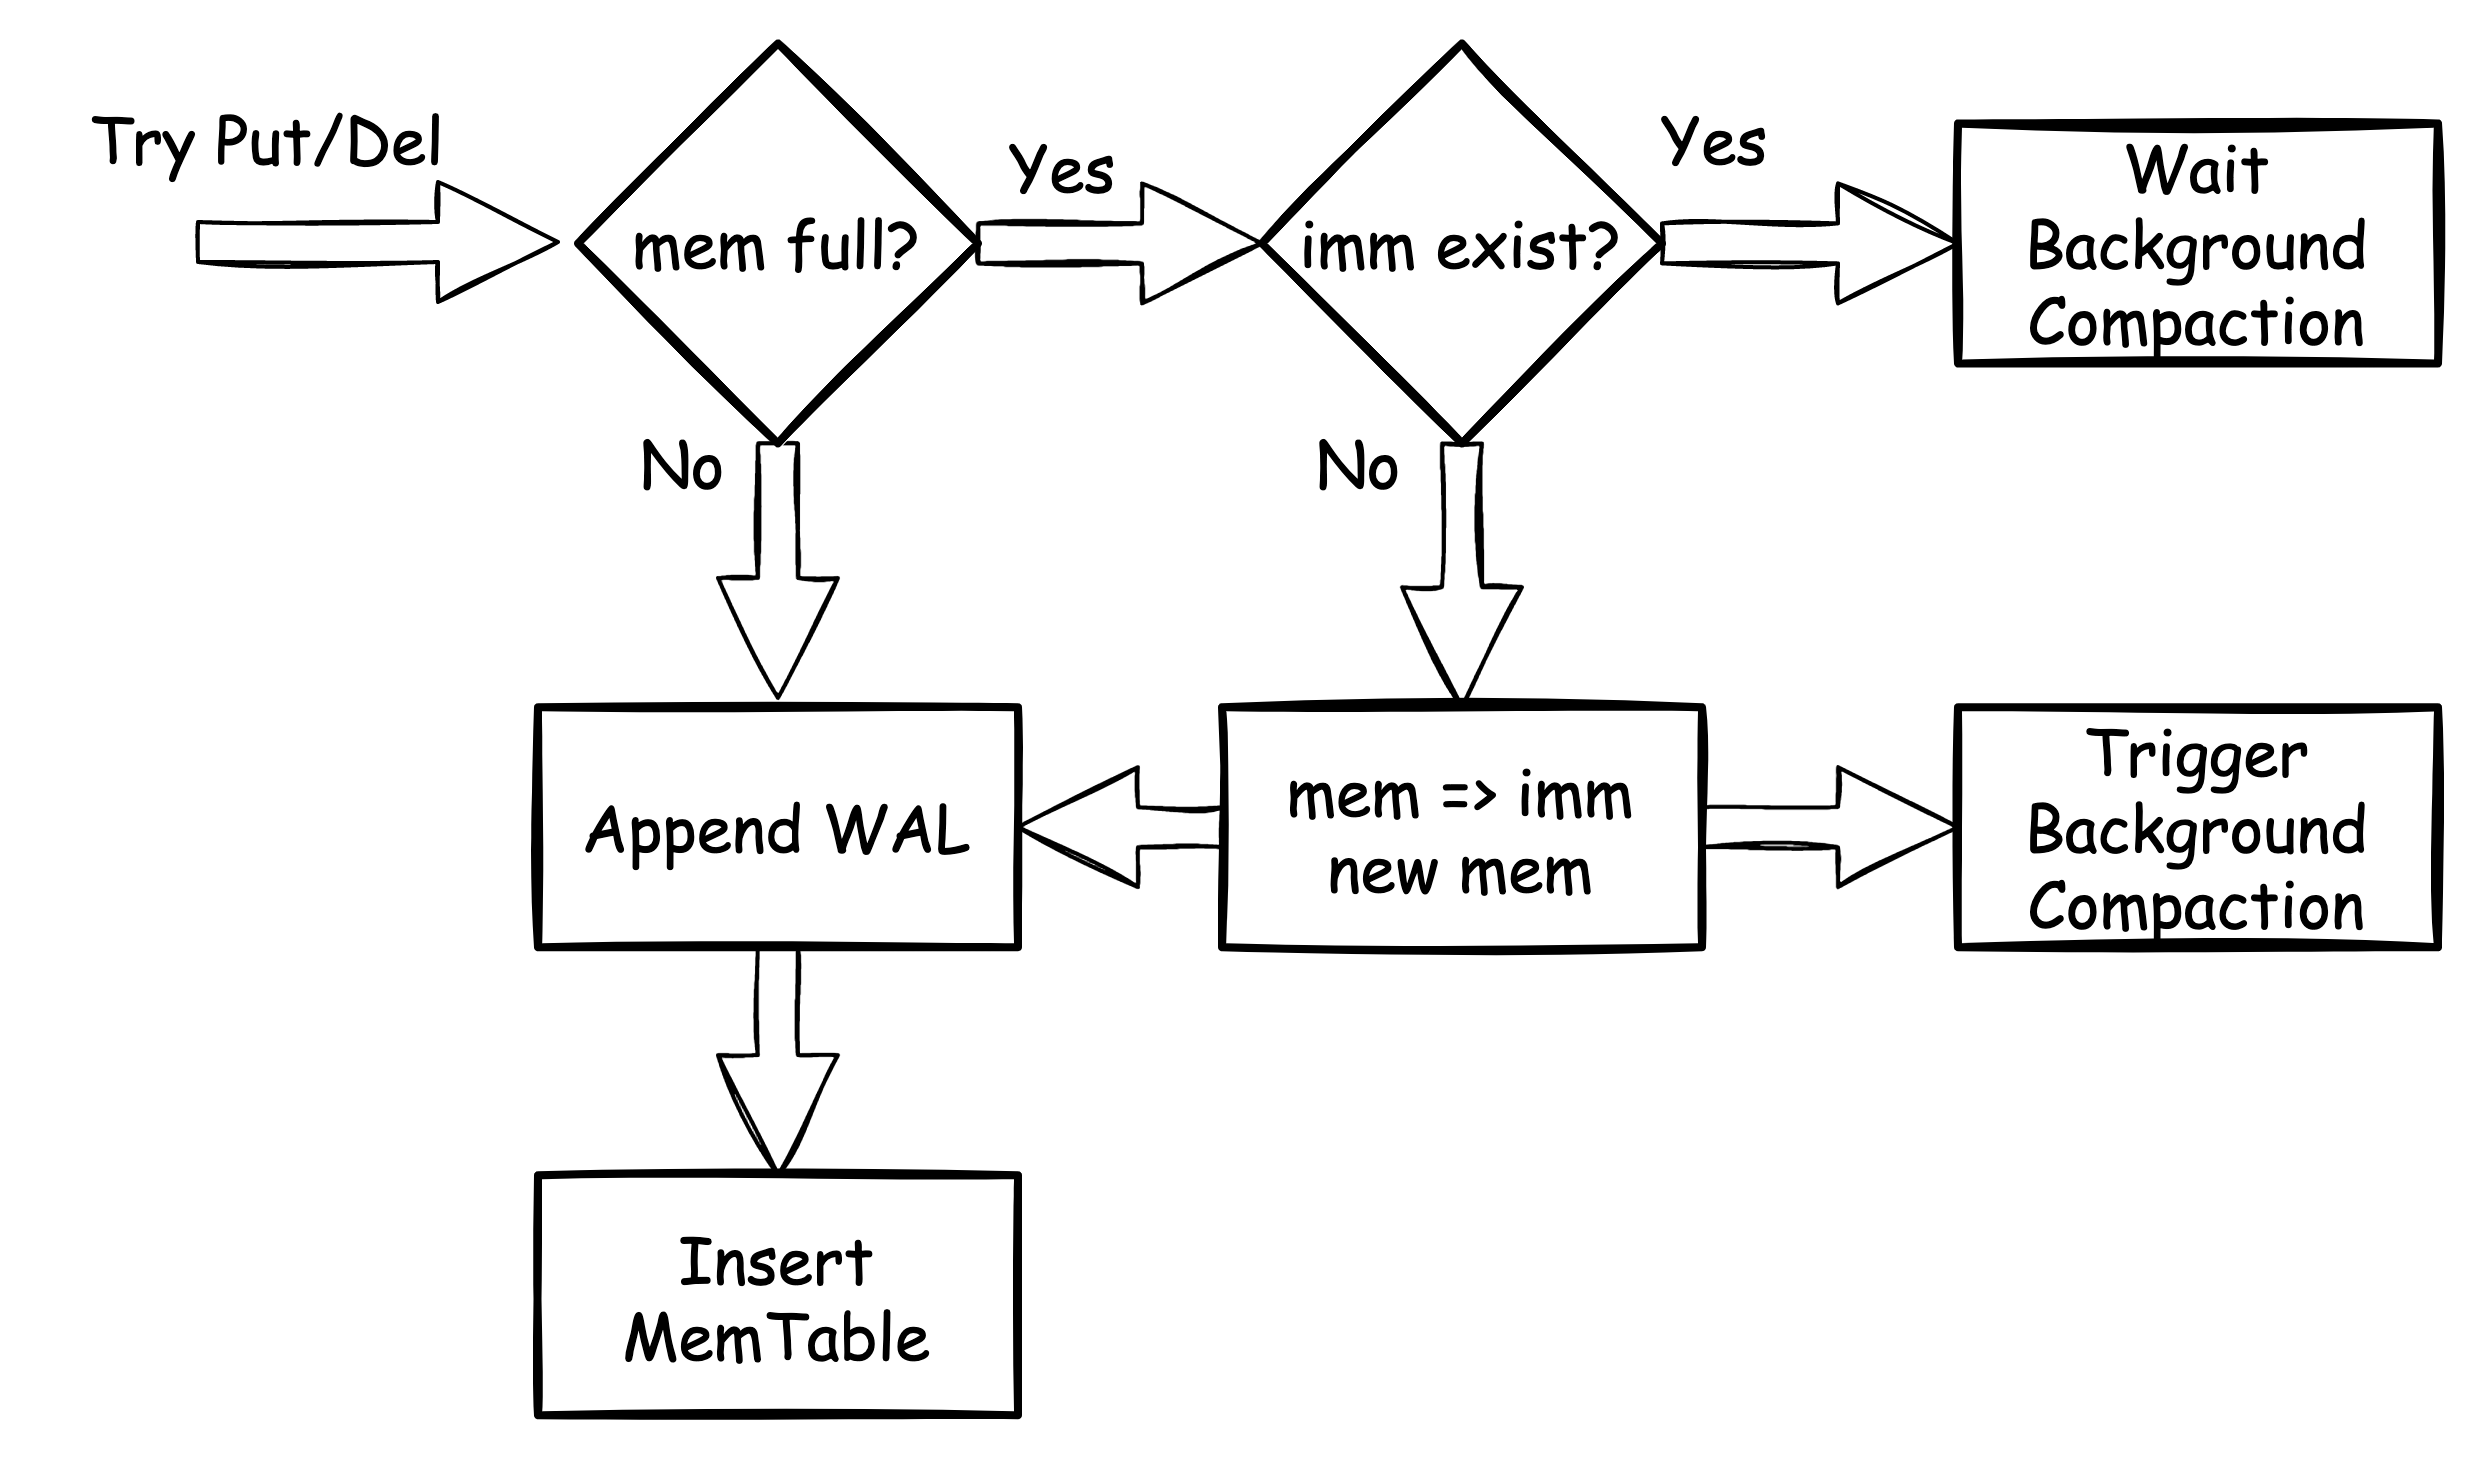 Try Put/Del
mem full?
yes
imm exist?
yes
Wait
Background
Compaction
No
No
Append WAL
mem => imm
new mem
Trigger
Background
Compaction
Insert
MemTable